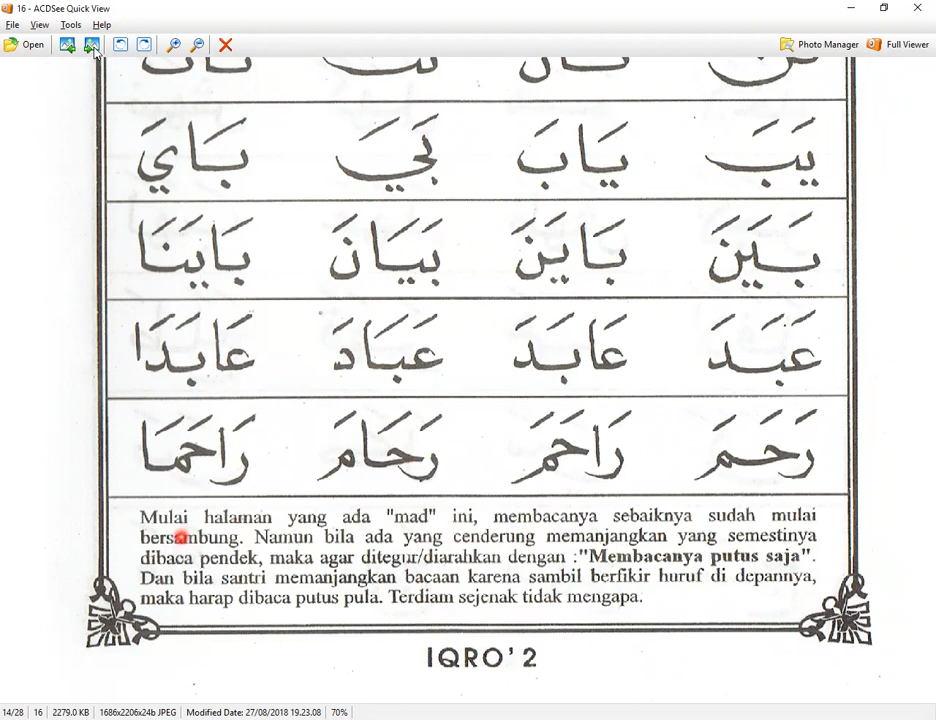 16 - ACDSee Quick View
File View Tools Help
Open Photo Manager Full Viewer
يَبَ يَابَ بَيَ بَايَ
بَيَنَ بَايَنَ بَيَانَ بَايَنَا
عَبَدَ عَابَدَ عَبَادَ عَابَدَا
رَحَمَ رَاحَمَ رَحَامَ رَاحَمَا
Mulai halaman yang ada "mad" ini, membacanya sebaiknya sudah mulai
bersambung. Namun bila ada yang cenderung memanjangkan yang semestinya
dibaca pendek, maka agar ditegur/diarahkan dengan :"Membacanya putus saja".
Dan bila santri memanjangkan bacaan karena sambil berfikir huruf di depannya,
maka harap dibaca putus pula. Terdiam sejenak tidak mengapa.
IQRO' 2
14/28 16 2279.0 KB 1686x2206x24b JPEG Modified Date: 27/08/2018 19.23.08 70%